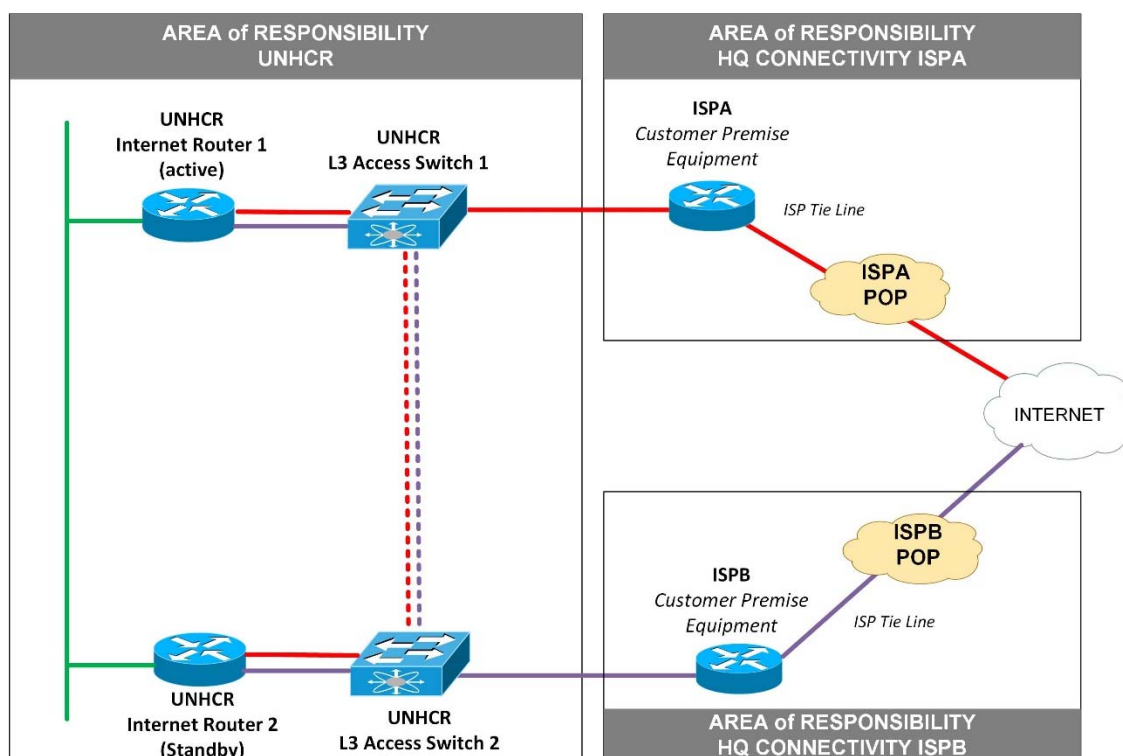 AREA of RESPONSIBILITY
UNHCR
UNHCR
Internet Router 1
(active)
UNHCR
L3 Access Switch 1
AREA of RESPONSIBILITY
HQ CONNECTIVITY ISPA
ISPA
Customer Premise
Equipment
ISP Tie Line
ISPA
POP
INTERNET
ISPB
POP
ISPB
Customer Premise
Equipment
ISP Tie Line
UNHCR
Internet Router 2
(Standby)
UNHCR
L3 Access Switch 2
AREA of RESPONSIBILITY
HQ CONNECTIVITY ISPB